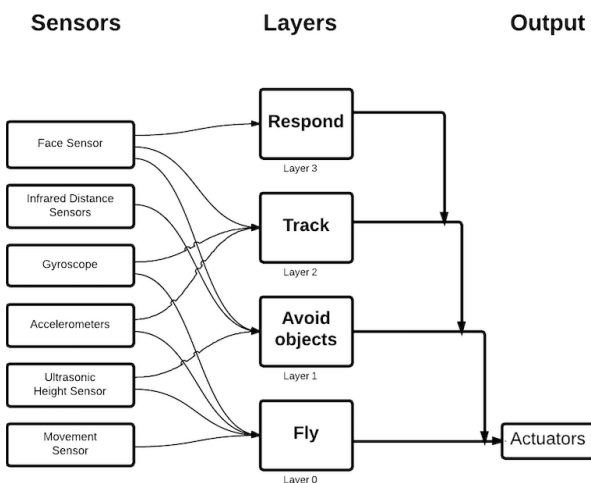 Sensors
Layers
Output
Face Sensor
Infrared Distance
Sensors
Gyroscope
Accelerometers
Ultrasonic
Height Sensor
Movement
Sensor
Respond
Layer 3
Track
Layer 2
Avoid
objects
Layer 1
Fly
Layer 0
Actuators